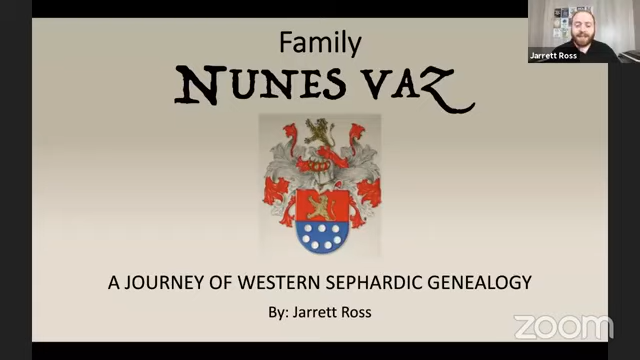 Family
NUNES VAZ
A JOURNEY OF WESTERN SEPHARDIC GENEALOGY
By: Jarrett Ross
Jarrett Ross
zoom